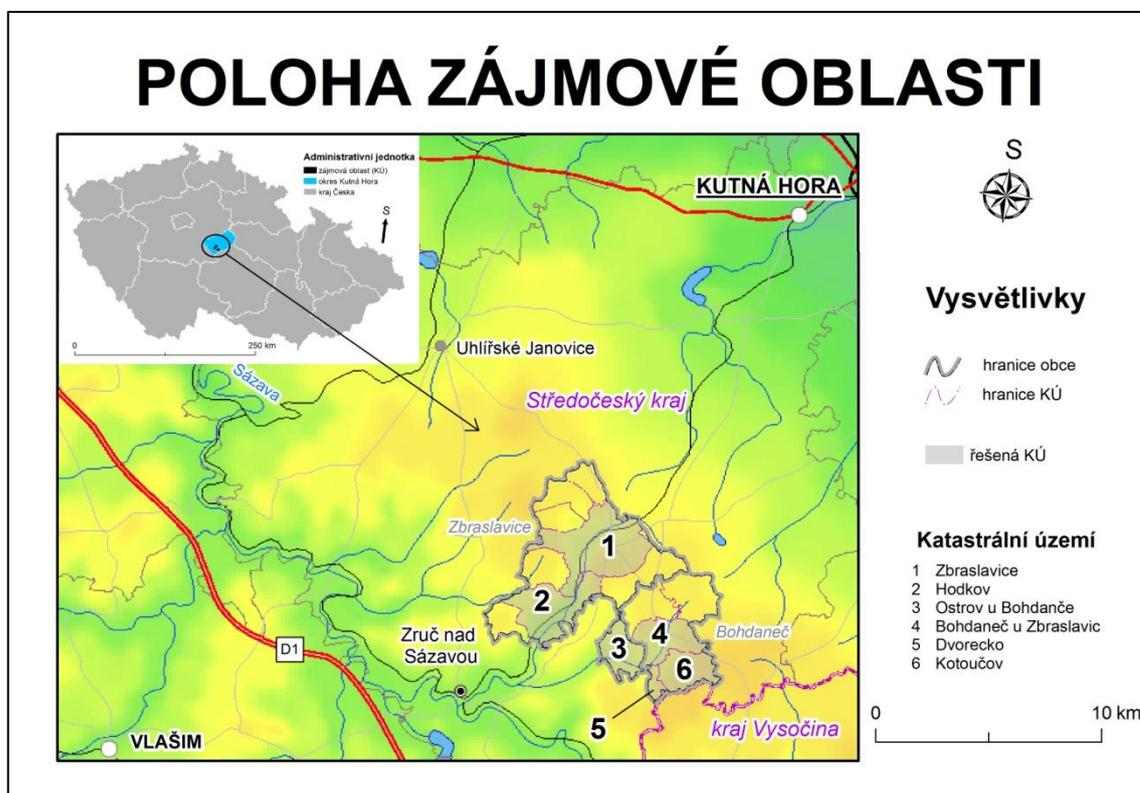 POLOHA ZÁJMOVÉ OBLASTI
Administrativní jednotka
zájmová oblast (KÚ)
okres Kutná Hora
kraj Česka
S
0 250 km
KUTNÁ HORA
Uhlířské Janovice
Sázava
Středočeský kraj
Zbraslavice
1
2
Zruč nad
Sázavou
3
4
Bohdaneč
6
5
D1
kraj Vysočina
VLAŠIM
S
Vysvětlivky
hranice obce
hranice KÚ
řešená KÚ
Katastrální území
1 Zbraslavice
2 Hodkov
3 Ostrov u Bohdanče
4 Bohdaneč u Zbraslavic
5 Dvorecko
6 Kotoučov
0 10 km